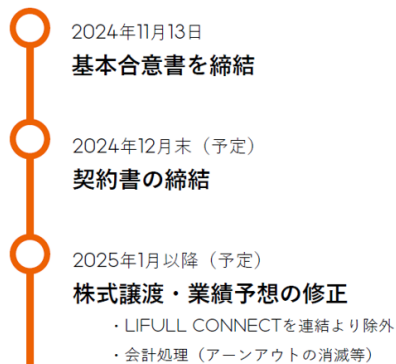 2024年11月13日
基本合意書を締結
2024年12月末（予定）
契約書の締結
2025年1月以降（予定）
株式譲渡・業績予想の修正
・LIFULL CONNECTを連結より除外
・会計処理（アーンアウトの消滅等）